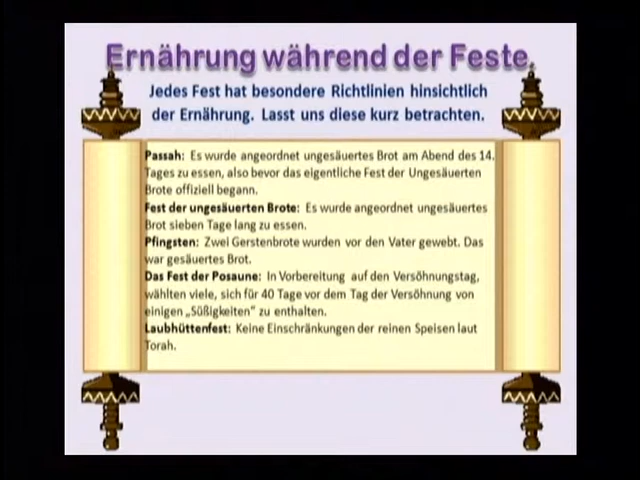 Ernährung während der Feste.
Jedes Fest hat besondere Richtlinien hinsichtlich
der Ernährung. Lasst uns diese kurz betrachten.
Passah: Es wurde angeordnet ungesäuertes Brot am Abend des 14.
Tages zu essen, also bevor das eigentliche Fest der Ungesäuerten
Brote offiziell begann.
Fest der ungesäuerten Brote: Es wurde angeordnet ungesäuertes
Brot sieben Tage lang zu essen.
Pfingsten: Zwei Gerstenbrote wurden vor den Vater gewebt. Das
war gesäuertes Brot.
Das Fest der Posaune: In Vorbereitung auf den Versöhnungstag,
wählten viele, sich für 40 Tage vor dem Tag der Versöhnung von
einigen „Süßigkeiten" zu enthalten.
Laubhüttenfest: Keine Einschränkungen der reinen Speisen laut
Torah.